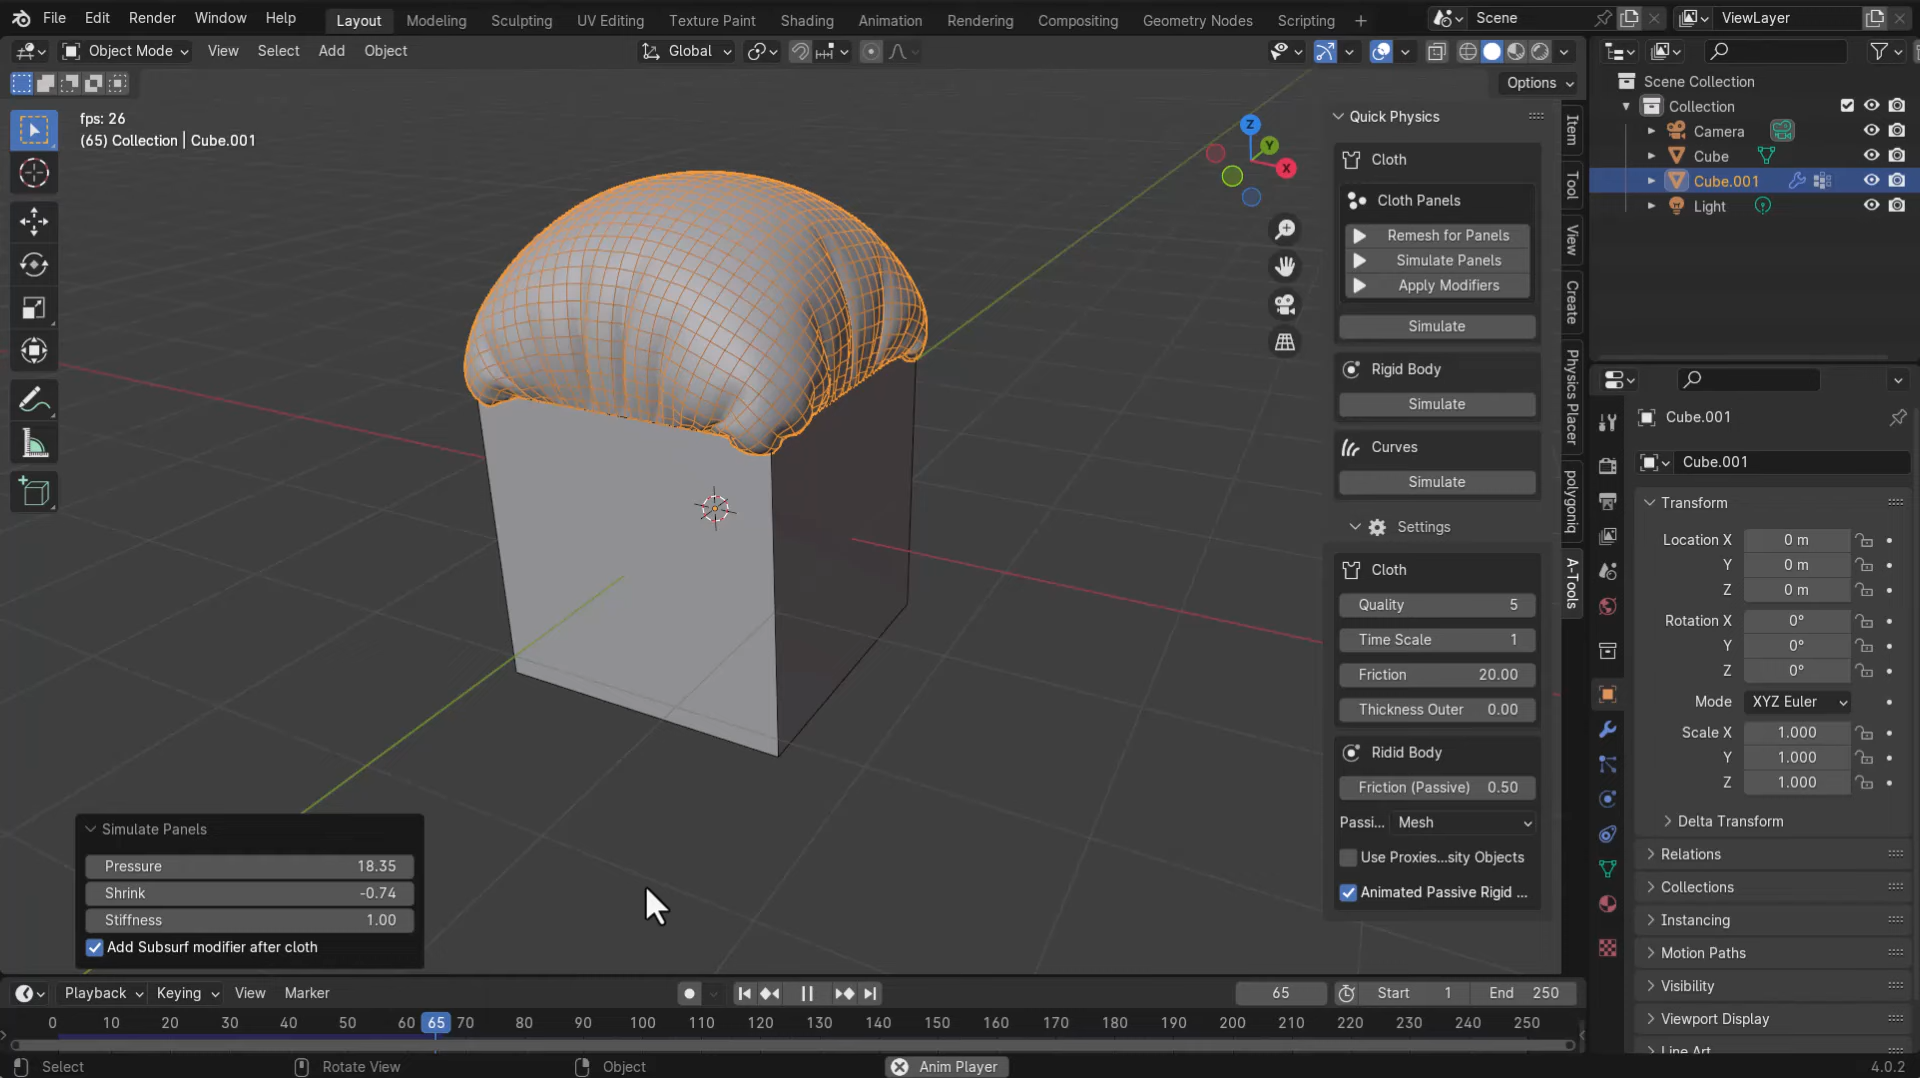 File Edit Render Window Help
Layout Modeling Sculpting UV Editing Texture Paint Shading Animation Rendering Compositing Geometry Nodes Scripting
Scene
ViewLayer
Object Mode View Select Add Object
Global
Options
fps: 26
(65) Collection | Cube.001
Z
Y
X
Quick Physics
Cloth
Cloth Panels
Remesh for Panels
Simulate Panels
Apply Modifiers
Simulate
Rigid Body
Simulate
Curves
Simulate
Settings
Cloth
Quality 5
Time Scale 1
Friction 20.00
Thickness Outer 0.00
Ridid Body
Friction (Passive) 0.50
Passi... Mesh
Use Proxies...sity Objects
Animated Passive Rigid ...
Item
Tool
View
Create
Physics Placer
polygoniq
A-Tools
Scene Collection
Collection
Camera
Cube
Cube.001
Light
Cube.001
Cube.001
Transform
Location X 0 m
Y 0 m
Z 0 m
Rotation X 0°
Y 0°
Z 0°
Mode XYZ Euler
Scale X 1.000
Y 1.000
Z 1.000
Delta Transform
Relations
Collections
Instancing
Motion Paths
Visibility
Viewport Display
Line Art
Simulate Panels
Pressure 18.35
Shrink -0.74
Stiffness 1.00
Add Subsurf modifier after cloth
Playback Keying View Marker
65
Start 1
End 250
0 10 20 30 40 50 60 65 70 80 90 100 110 120 130 140 150 160 170 180 190 200 210 220 230 240 250
Select
Rotate View
Object
Anim Player
4.0.2